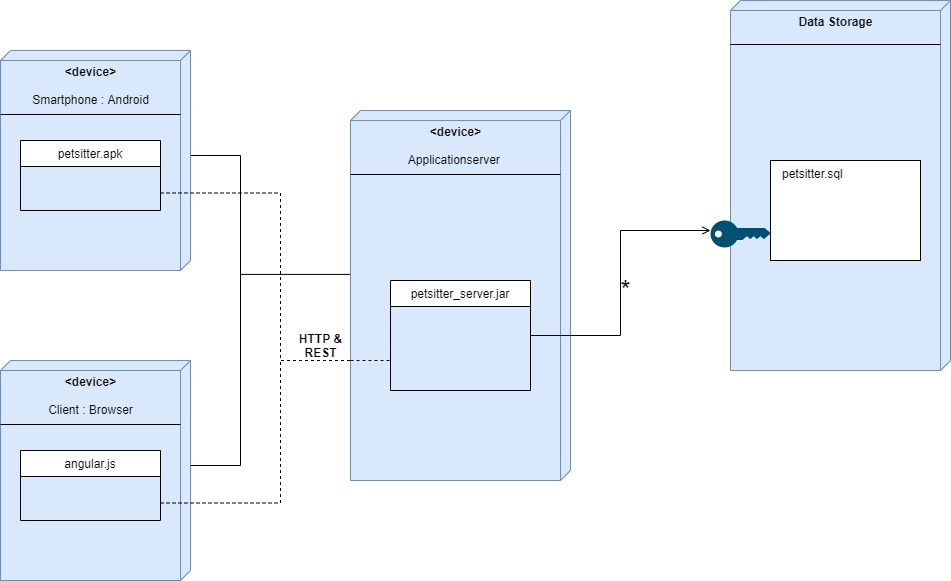 Data Storage
<device>
Smartphone : Android
petsitter.apk
<device>
Applicationserver
petsitter.sql
petsitter_server.jar
*
HTTP &
REST
<device>
Client : Browser
angular.js